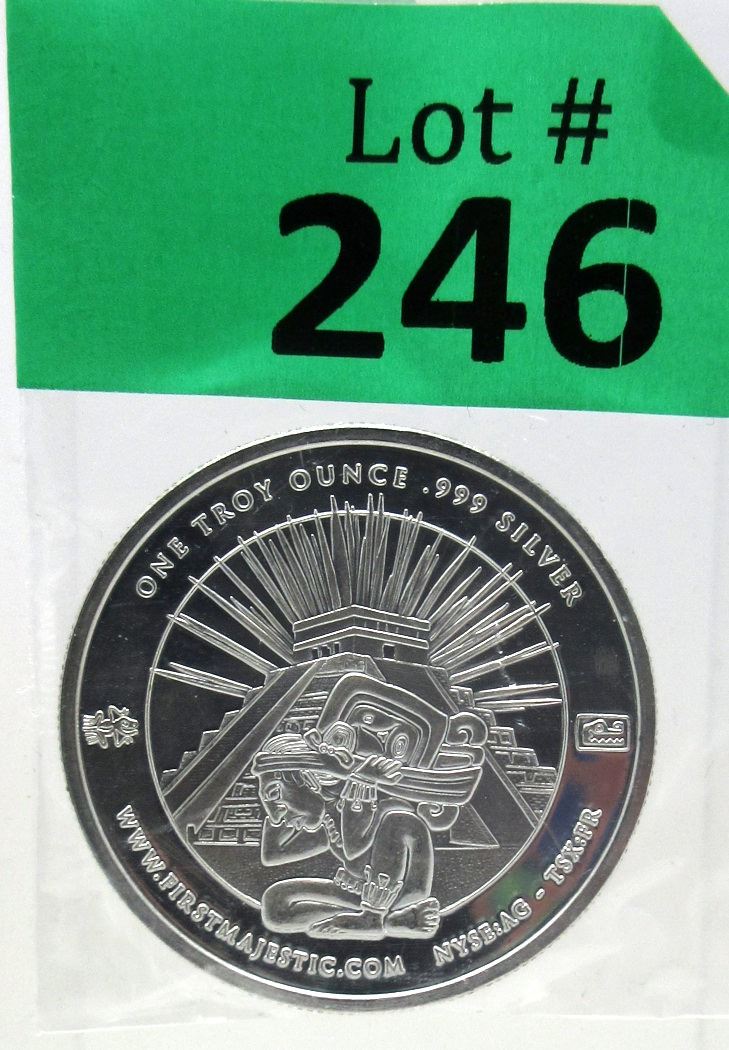 Lot #
246
ONE TROY OUNCE .999 SILVER
WWW.FIRSTMAJESTIC.COM NYSE:AG - TSX:FR